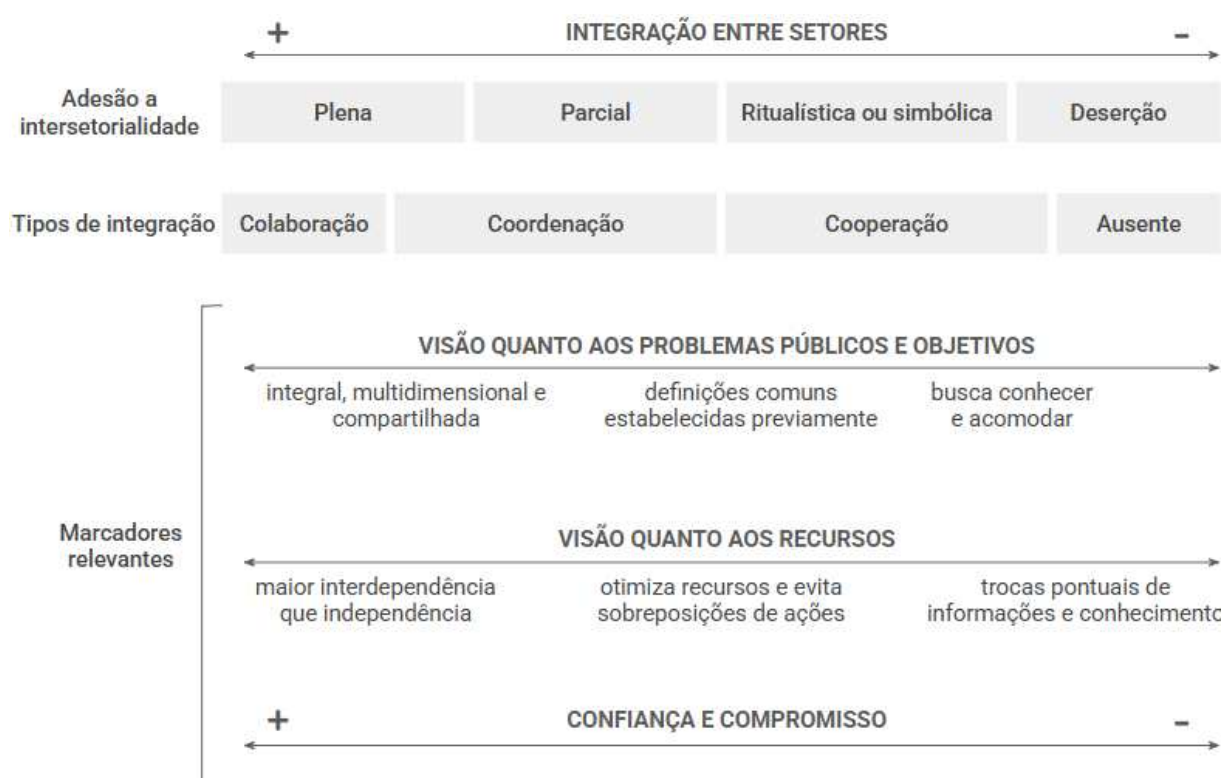 + INTEGRAÇÃO ENTRE SETORES -
Adesão a
intersetorialidade
Plena Parcial Ritualística ou simbólica Deserção
Tipos de integração Colaboração Coordenação Cooperação Ausente
VISÃO QUANTO AOS PROBLEMAS PÚBLICOS E OBJETIVOS
integral, multidimensional e
compartilhada
definições comuns
estabelecidas previamente
busca conhecer
e acomodar
Marcadores
relevantes
VISÃO QUANTO AOS RECURSOS
maior interdependência
que independência
otimiza recursos e evita
sobreposições de ações
trocas pontuais de
informações e conhecimento
+ CONFIANÇA E COMPROMISSO -